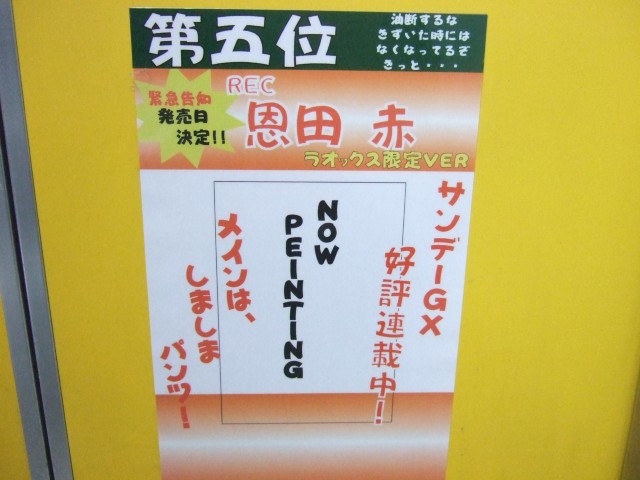 第五位
油断するな
きずいた時には
なくなってるぞ
きっと・・・
緊急告知
発売日
決定!!
REC
恩田 赤
ラオックス限定VER
サンデーGX
好評連載中!
NOW
PEINTING
メインは、
しましま
パンツー!